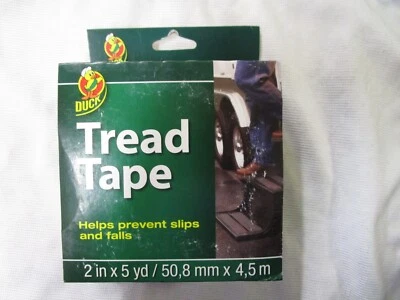 DUCK
Tread
Tape
Helps prevent slips
and falls
2 in x 5 yd / 50,8 mm x 4,5 m